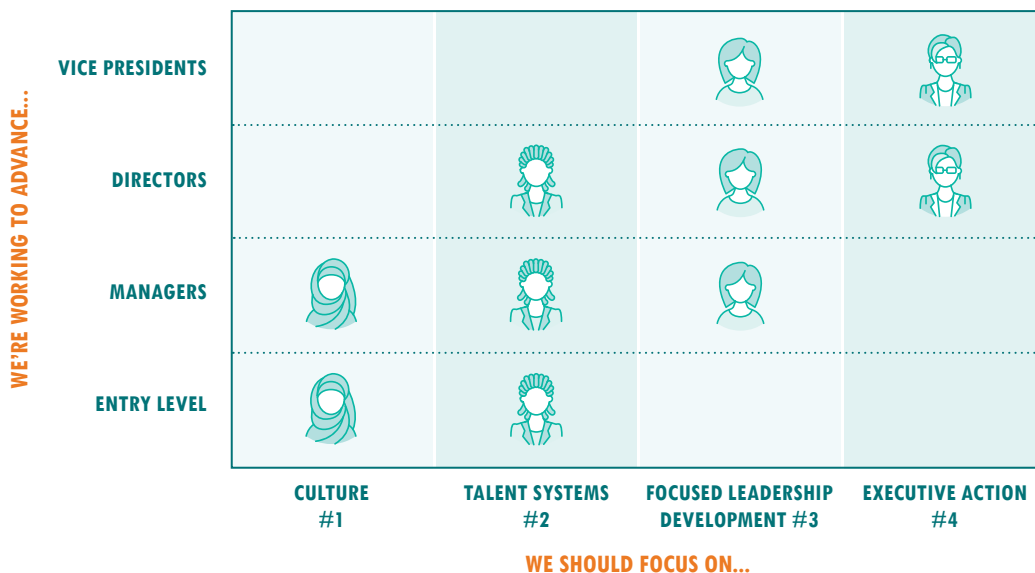 WE'RE WORKING TO ADVANCE...
VICE PRESIDENTS
DIRECTORS
MANAGERS
ENTRY LEVEL
CULTURE
#1
TALENT SYSTEMS
#2
FOCUSED LEADERSHIP
DEVELOPMENT #3
EXECUTIVE ACTION
#4
WE SHOULD FOCUS ON...